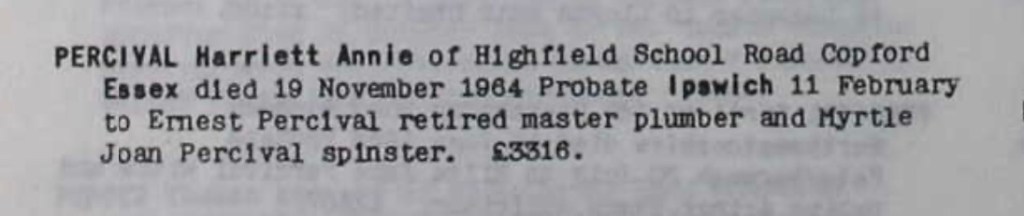 PERCIVAL Harriett Annie of Highfield School Road Copford
Essex died 19 November 1964 Probate Ipswich 11 February
to Ernest Percival retired master plumber and Myrtle
Joan Percival spinster. £3316.